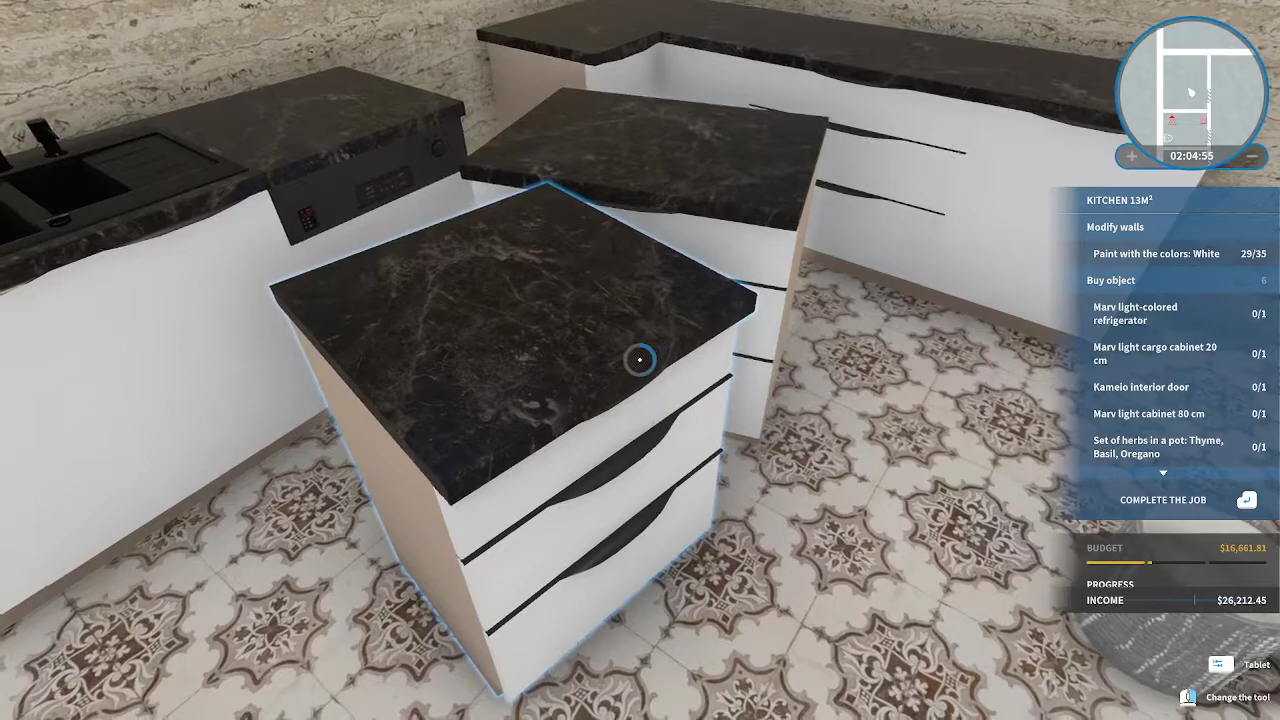 02:04:55
KITCHEN 13M²
Modify walls
Paint with the colors: White 29/35
Buy object 6
Marv light-colored
refrigerator 0/1
Marv light cargo cabinet 20
cm 0/1
Kameio interior door 0/1
Marv light cabinet 80 cm 0/1
Set of herbs in a pot: Thyme,
Basil, Oregano 0/1
COMPLETE THE JOB
BUDGET $16,661.81
PROGRESS
INCOME $26,212.45
Tablet
Change the tool